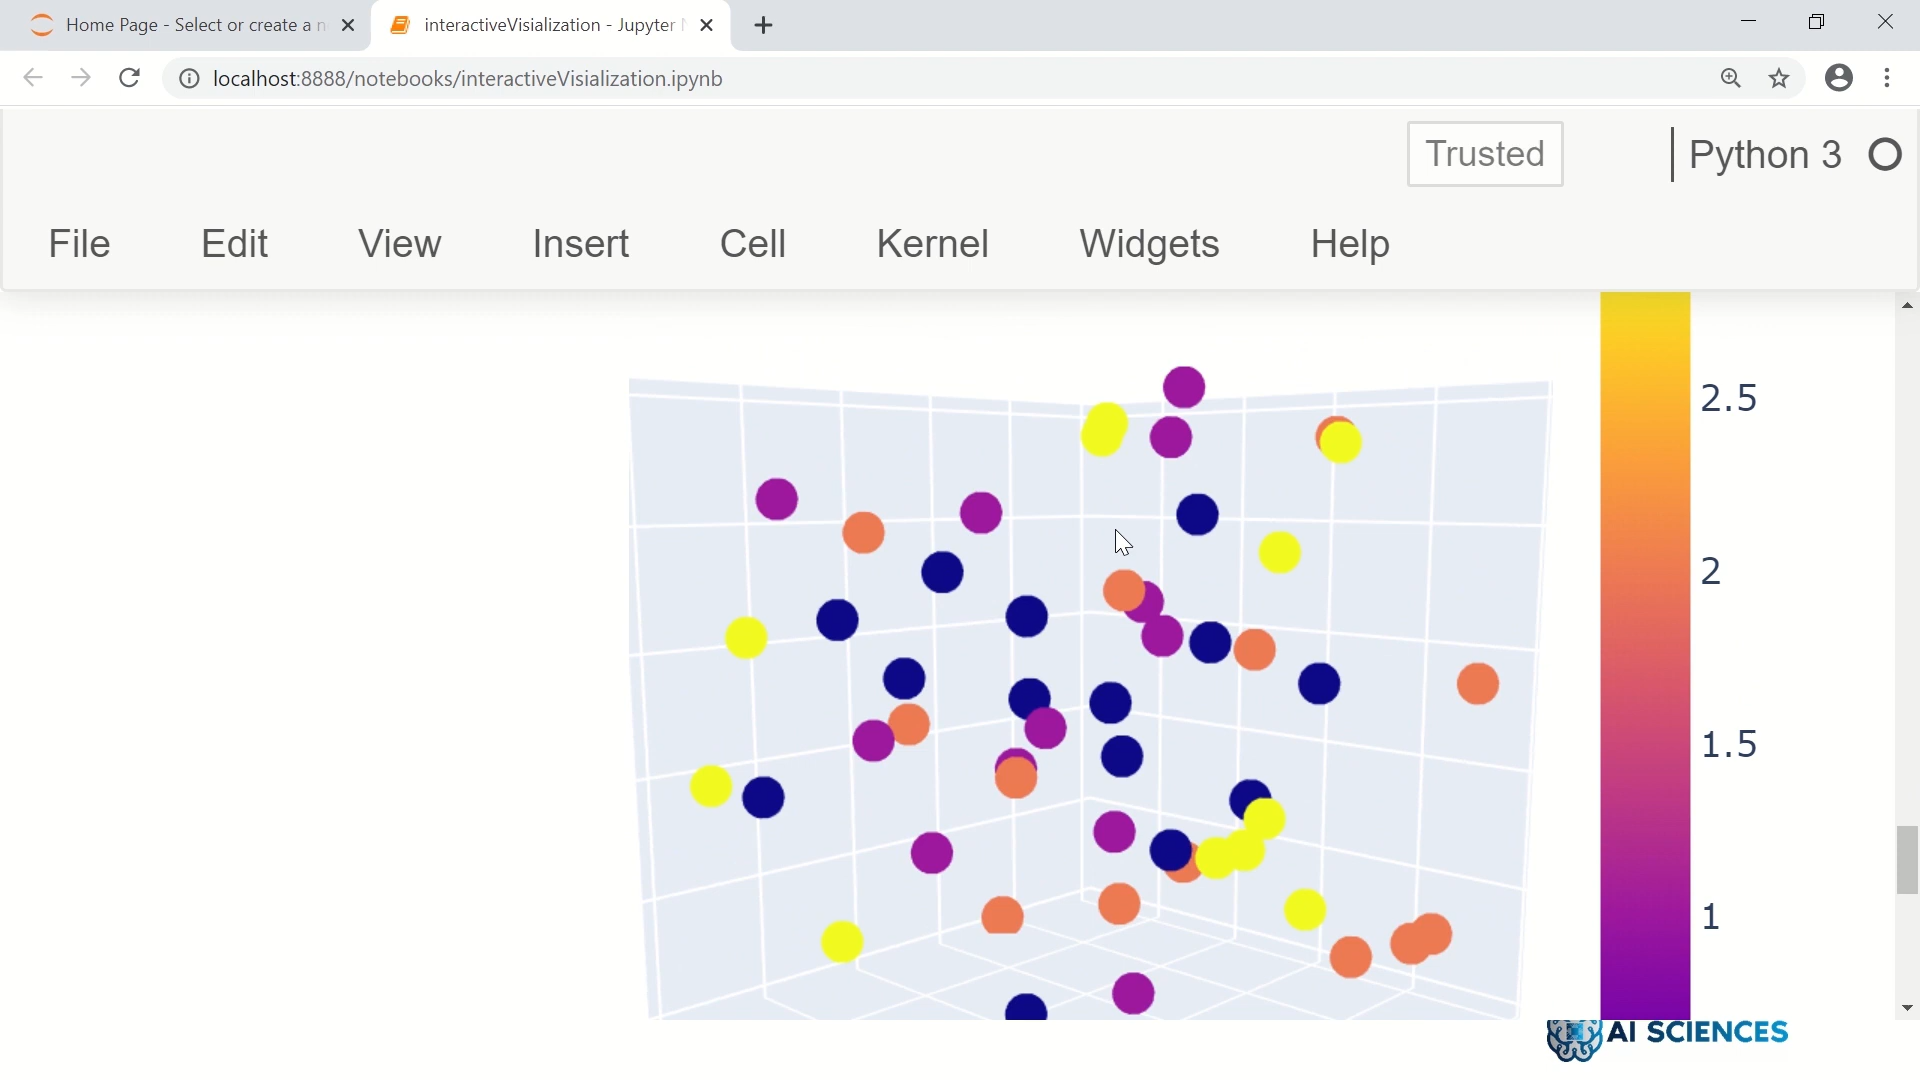 Home Page - Select or create a n
interactiveVisialization - Jupyter
localhost:8888/notebooks/interactiveVisialization.ipynb
Trusted
Python 3
File Edit View Insert Cell Kernel Widgets Help
2.5
2
1.5
1
AI SCIENCES